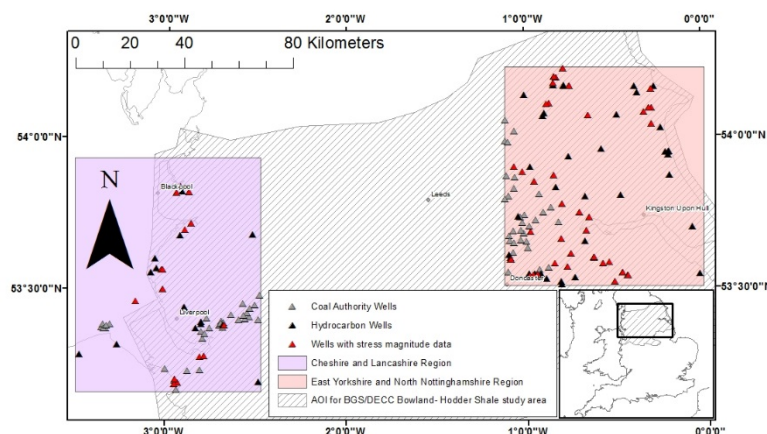 3°0'0"W 2°0'0"W 1°0'0"W 0°0'0"
0 20 40 80 Kilometers
54°0'0"N
54°0'0"N
N
Blackpool
Leeds
Kingston Upon Hull
53°30'0"N
53°30'0"N
Doncaster
Liverpool
Coal Authority Wells
Hydrocarbon Wells
Wells with stress magnitude data
Cheshire and Lancashire Region
East Yorkshire and North Nottinghamshire Region
AOI for BGS/DECC Bowland- Hodder Shale study area
3°0'0"W 2°0'0"W 1°0'0"W 0°0'0"